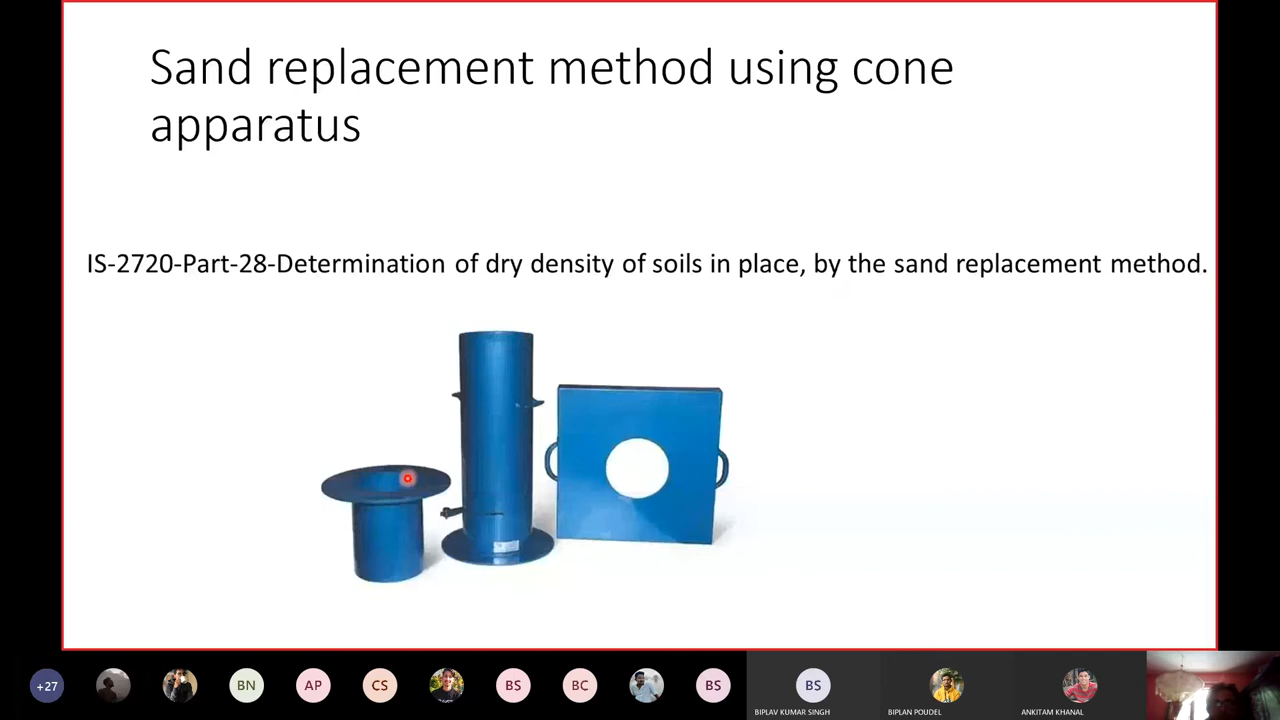 Sand replacement method using cone
apparatus
IS-2720-Part-28-Determination of dry density of soils in place, by the sand replacement method.
+27
BN
AP
CS
BS
BC
BS
BS
BIPLAV KUMAR SINGH
BIPLAN POUDEL
ANKITAM KHANAL